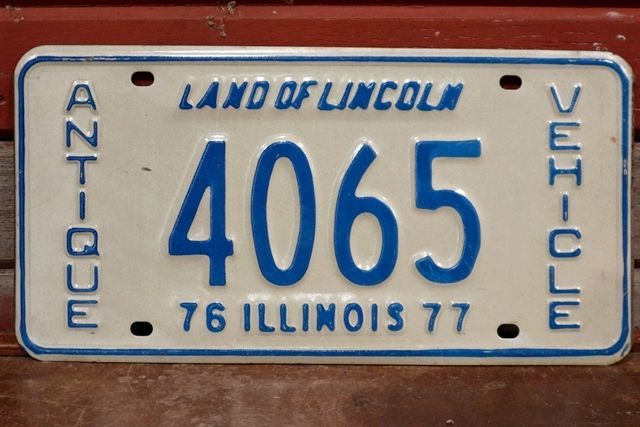 LAND OF LINCOLN
ANTIQUE
4065
VEHICLE
76 ILLINOIS 77